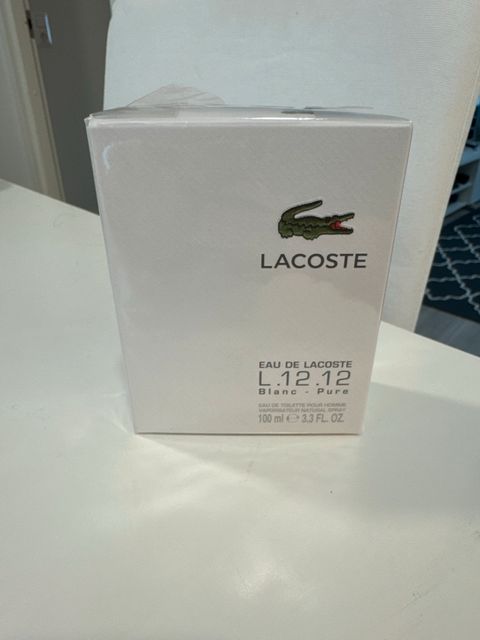 LACOSTE
EAU DE LACOSTE
L.12.12
Blanc - Pure
EAU DE TOILETTE POUR HOMME
VAPORISATEUR NATURAL SPRAY
100 ml ℮ 3.3 FL. OZ.